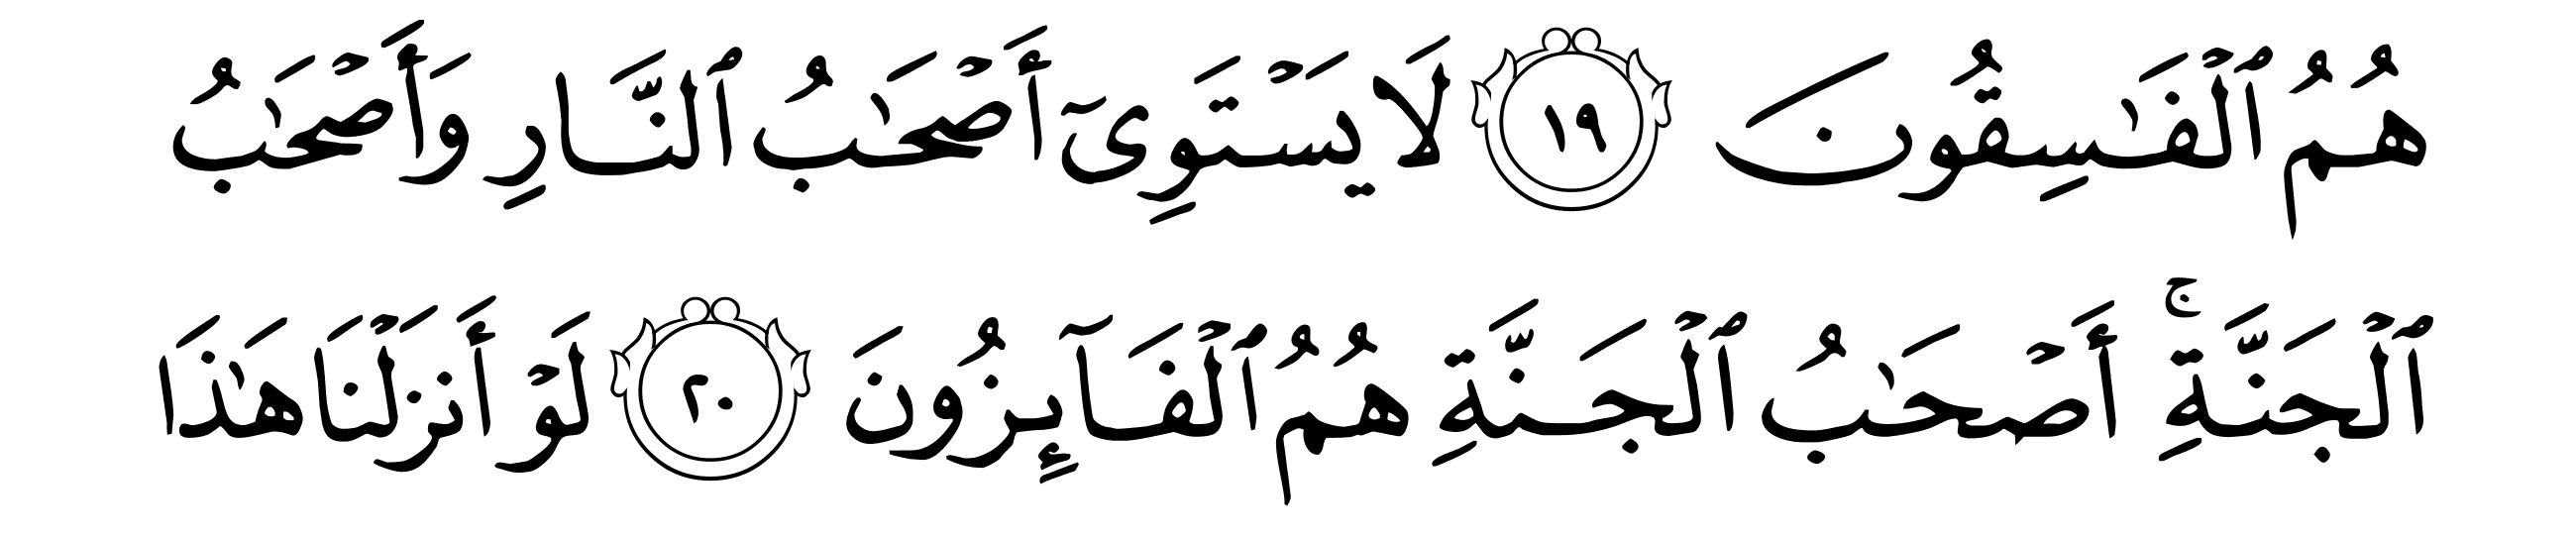 هُمُ ٱلْفَـٰسِقُونَ ١٩ لَا يَسْتَوِىٓ أَصْحَـٰبُ ٱلنَّارِ وَأَصْحَـٰبُ
ٱلْجَنَّةِ ۚ أَصْحَـٰبُ ٱلْجَنَّةِ هُمُ ٱلْفَآئِزُونَ ٢٠ لَوْ أَنزَلْنَا هَـٰذَا